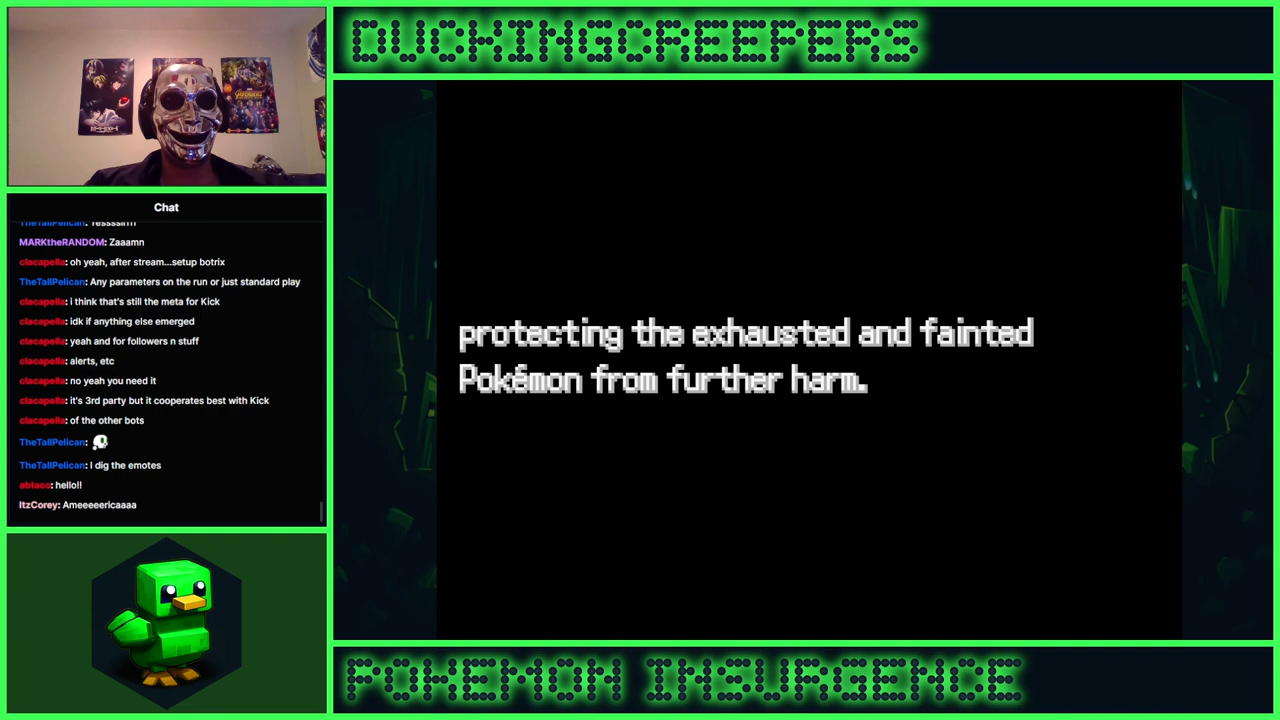 DUCKINGCREEPERS
Chat
TheTallPelican: Yessssirrr
MARKtheRANDOM: Zaaamn
clacapella: oh yeah, after stream...setup botrix
TheTallPelican: Any parameters on the run or just standard play
clacapella: i think that's still the meta for Kick
clacapella: idk if anything else emerged
clacapella: yeah and for followers n stuff
clacapella: alerts, etc
clacapella: no yeah you need it
clacapella: it's 3rd party but it cooperates best with Kick
clacapella: of the other bots
TheTallPelican:
TheTallPelican: I dig the emotes
abtaco: hello!!
ItzCorey: Ameeeeericaaaa
protecting the exhausted and fainted
Pokémon from further harm.
POKEMON INSURGENCE